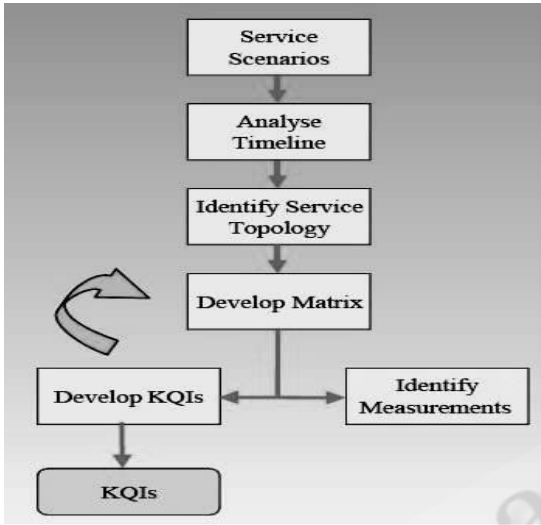 Service
Scenarios
Analyse
Timeline
Identify Service
Topology
Develop Matrix
Develop KQIs
Identify
Measurements
KQIs